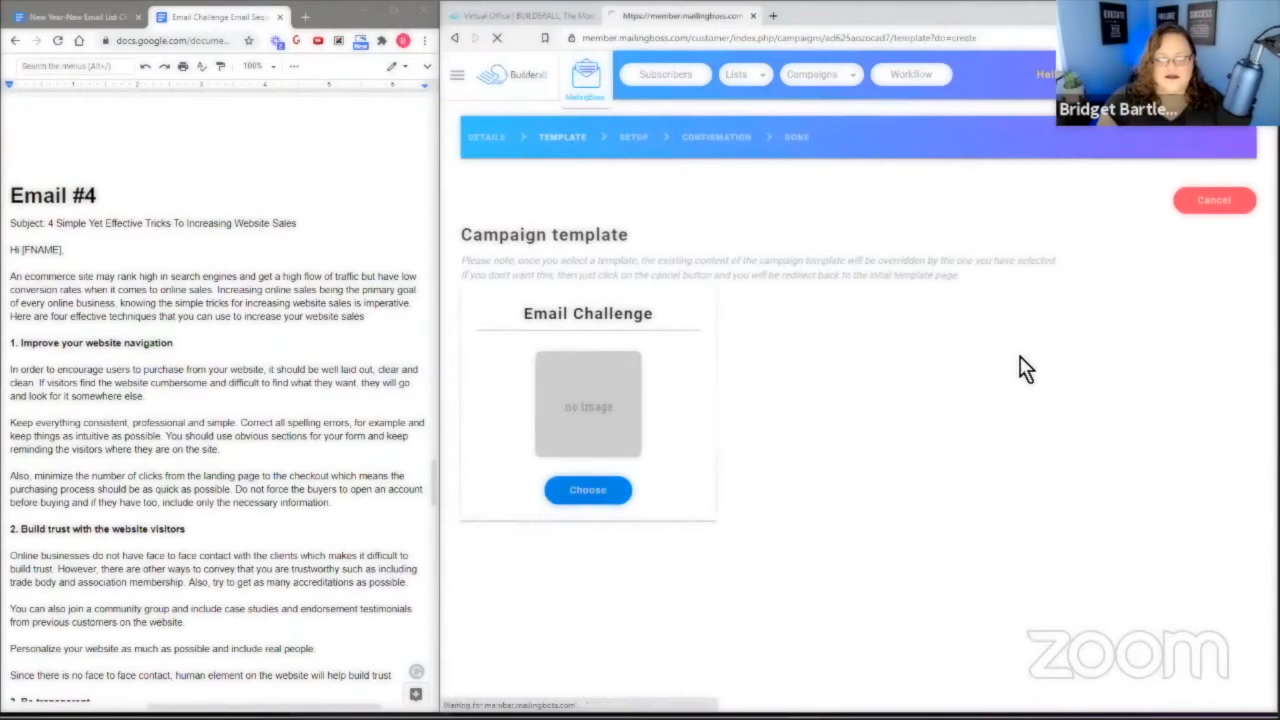 New Year-New Email List C
Email Challenge Email Seq
docs.google.com/docume...
New
Search the menus (Alt+/)
100%
3
4
5
6
Email #4
Subject: 4 Simple Yet Effective Tricks To Increasing Website Sales
Hi [FNAME],
An ecommerce site may rank high in search engines and get a high flow of traffic but have low
conversion rates when it comes to online sales. Increasing online sales being the primary goal
of every online business, knowing the simple tricks for increasing website sales is imperative.
Here are four effective techniques that you can use to increase your website sales
1. Improve your website navigation
In order to encourage users to purchase from your website, it should be well laid out, clear and
clean. If visitors find the website cumbersome and difficult to find what they want, they will go
and look for it somewhere else.
Keep everything consistent, professional and simple. Correct all spelling errors, for example and
keep things as intuitive as possible. You should use obvious sections for your form and keep
reminding the visitors where they are on the site.
Also, minimize the number of clicks from the landing page to the checkout which means the
purchasing process should be as quick as possible. Do not force the buyers to open an account
before buying and if they have too, include only the necessary information.
2. Build trust with the website visitors
Online businesses do not have face to face contact with the clients which makes it difficult to
build trust. However, there are other ways to convey that you are trustworthy such as including
trade body and association membership. Also, try to get as many accreditations as possible.
You can also join a community group and include case studies and endorsement testimonials
from previous customers on the website.
Personalize your website as much as possible and include real people.
Since there is no face to face contact, human element on the website will help build trust
3. Be transparent
Virtual Office | BUILDERALL, The Mos
https://member.mailingboss.com
member.mailingboss.com/customer/index.php/campaigns/ad625aozocad7/template?do=create
Builderall
MailingBoss
Subscribers
Lists
Campaigns
Workflow
Hel
DETAILS
TEMPLATE
SETUP
CONFIRMATION
DONE
Cancel
Campaign template
Please note, once you select a template, the existing content of the campaign template will be overridden by the one you have selected.
If you don't want this, then just click on the cancel button and you will be redirect back to the inital template page.
Email Challenge
no image
Choose
Waiting for member.mailingboss.com...
EXECUTE
FAILURE
SUCCESS
Bridget Bartle...
zoom